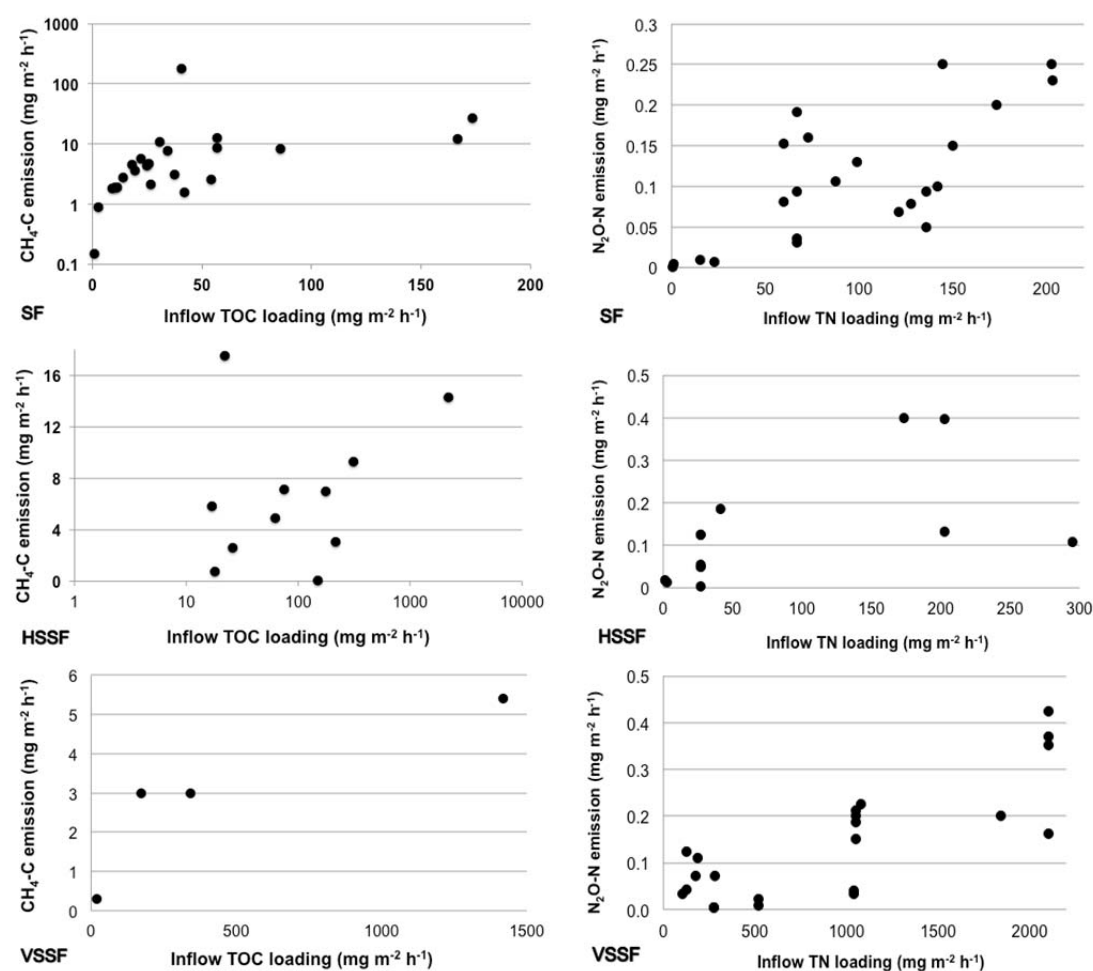 1000
100
10
1
0.1
CH₄-C emission (mg m⁻² h⁻¹)
0 50 100 150 200
SF
Inflow TOC loading (mg m⁻² h⁻¹)
0.3
0.25
0.2
0.15
0.1
0.05
0
N₂O-N emission (mg m⁻² h⁻¹)
0 50 100 150 200
SF
Inflow TN loading (mg m⁻² h⁻¹)
16
12
8
4
0
CH₄-C emission (mg m⁻² h⁻¹)
1 10 100 1000 10000
HSSF
Inflow TOC loading (mg m⁻² h⁻¹)
0.5
0.4
0.3
0.2
0.1
0
N₂O-N emission (mg m⁻² h⁻¹)
0 50 100 150 200 250 300
HSSF
Inflow TN loading (mg m⁻² h⁻¹)
6
5
4
3
2
1
0
CH₄-C emission (mg m⁻² h⁻¹)
0 500 1000 1500
VSSF
Inflow TOC loading (mg m⁻² h⁻¹)
0.5
0.4
0.3
0.2
0.1
0.0
N₂O-N emission (mg m⁻² h⁻¹)
0 500 1000 1500 2000
VSSF
Inflow TN loading (mg m⁻² h⁻¹)